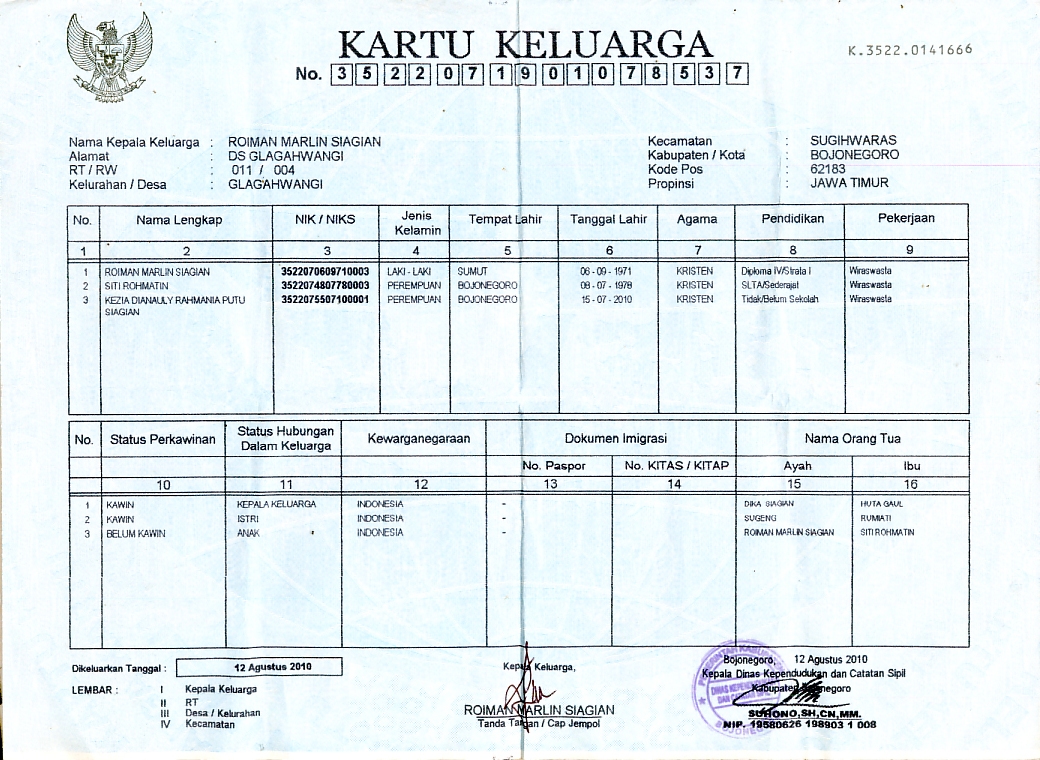 KARTU KELUARGA
K.3522.0141666
No. 3522071901078537
Nama Kepala Keluarga : ROIMAN MARLIN SIAGIAN
Alamat : DS GLAGAHWANGI
RT / RW : 011 / 004
Kelurahan / Desa : GLAGAHWANGI
Kecamatan : SUGIHWARAS
Kabupaten / Kota : BOJONEGORO
Kode Pos : 62183
Propinsi : JAWA TIMUR
No. Nama Lengkap NIK / NIKS Jenis Kelamin Tempat Lahir Tanggal Lahir Agama Pendidikan Pekerjaan
1 2 3 4 5 6 7 8 9
1 ROIMAN MARLIN SIAGIAN 3522070609710003 LAKI - LAKI SUMUT 06 - 09 - 1971 KRISTEN Diploma IV/Strata I Wiraswasta
2 SITI ROHMATIN 3522074807780003 PEREMPUAN BOJONEGORO 08 - 07 - 1978 KRISTEN SLTA/Sederajat Wiraswasta
3 KEZIA DIANAULY RAHMANIA PUTU SIAGIAN 3522075507100001 PEREMPUAN BOJONEGORO 15 - 07 - 2010 KRISTEN Tidak/Belum Sekolah Wiraswasta
No. Status Perkawinan Status Hubungan Dalam Keluarga Kewarganegaraan Dokumen Imigrasi Nama Orang Tua
No. Paspor No. KITAS / KITAP Ayah Ibu
10 11 12 13 14 15 16
1 KAWIN KEPALA KELUARGA INDONESIA - DIKA SIAGIAN HUTA GAUL
2 KAWIN ISTRI INDONESIA - SUGENG RUMIATI
3 BELUM KAWIN ANAK INDONESIA - ROIMAN MARLIN SIAGIAN SITI ROHMATIN
Dikeluarkan Tanggal : 12 Agustus 2010
LEMBAR : I Kepala Keluarga
II RT
III Desa / Kelurahan
IV Kecamatan
Kepala Keluarga,
ROIMAN MARLIN SIAGIAN
Tanda Tangan / Cap Jempol
Bojonegoro, 12 Agustus 2010
Kepala Dinas Kependudukan dan Catatan Sipil
Kabupaten Bojonegoro
SUHONO,SH,CN,MM.
NIP. 19580626 198903 1 008